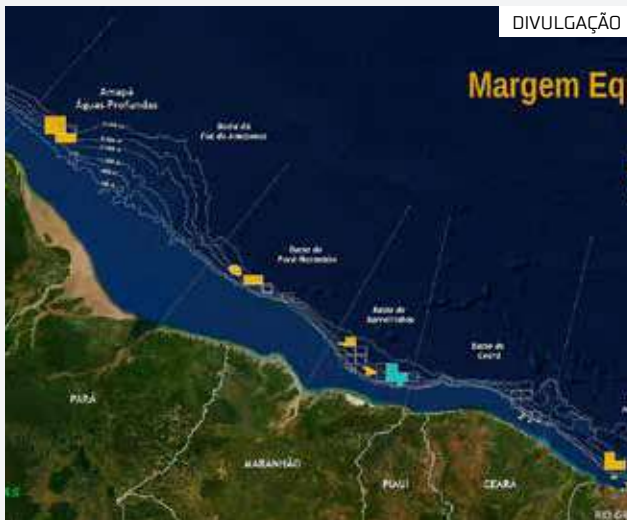 DIVULGAÇÃO
Margem Eq
Amapá
Águas Profundas
Bacia da
Foz do Amazonas
Bacia do
Pará-Maranhão
Bacia de
Barreirinhas
Bacia do
Ceará
PARÁ
MARANHÃO
PIAUÍ
CEARÁ
RIO G